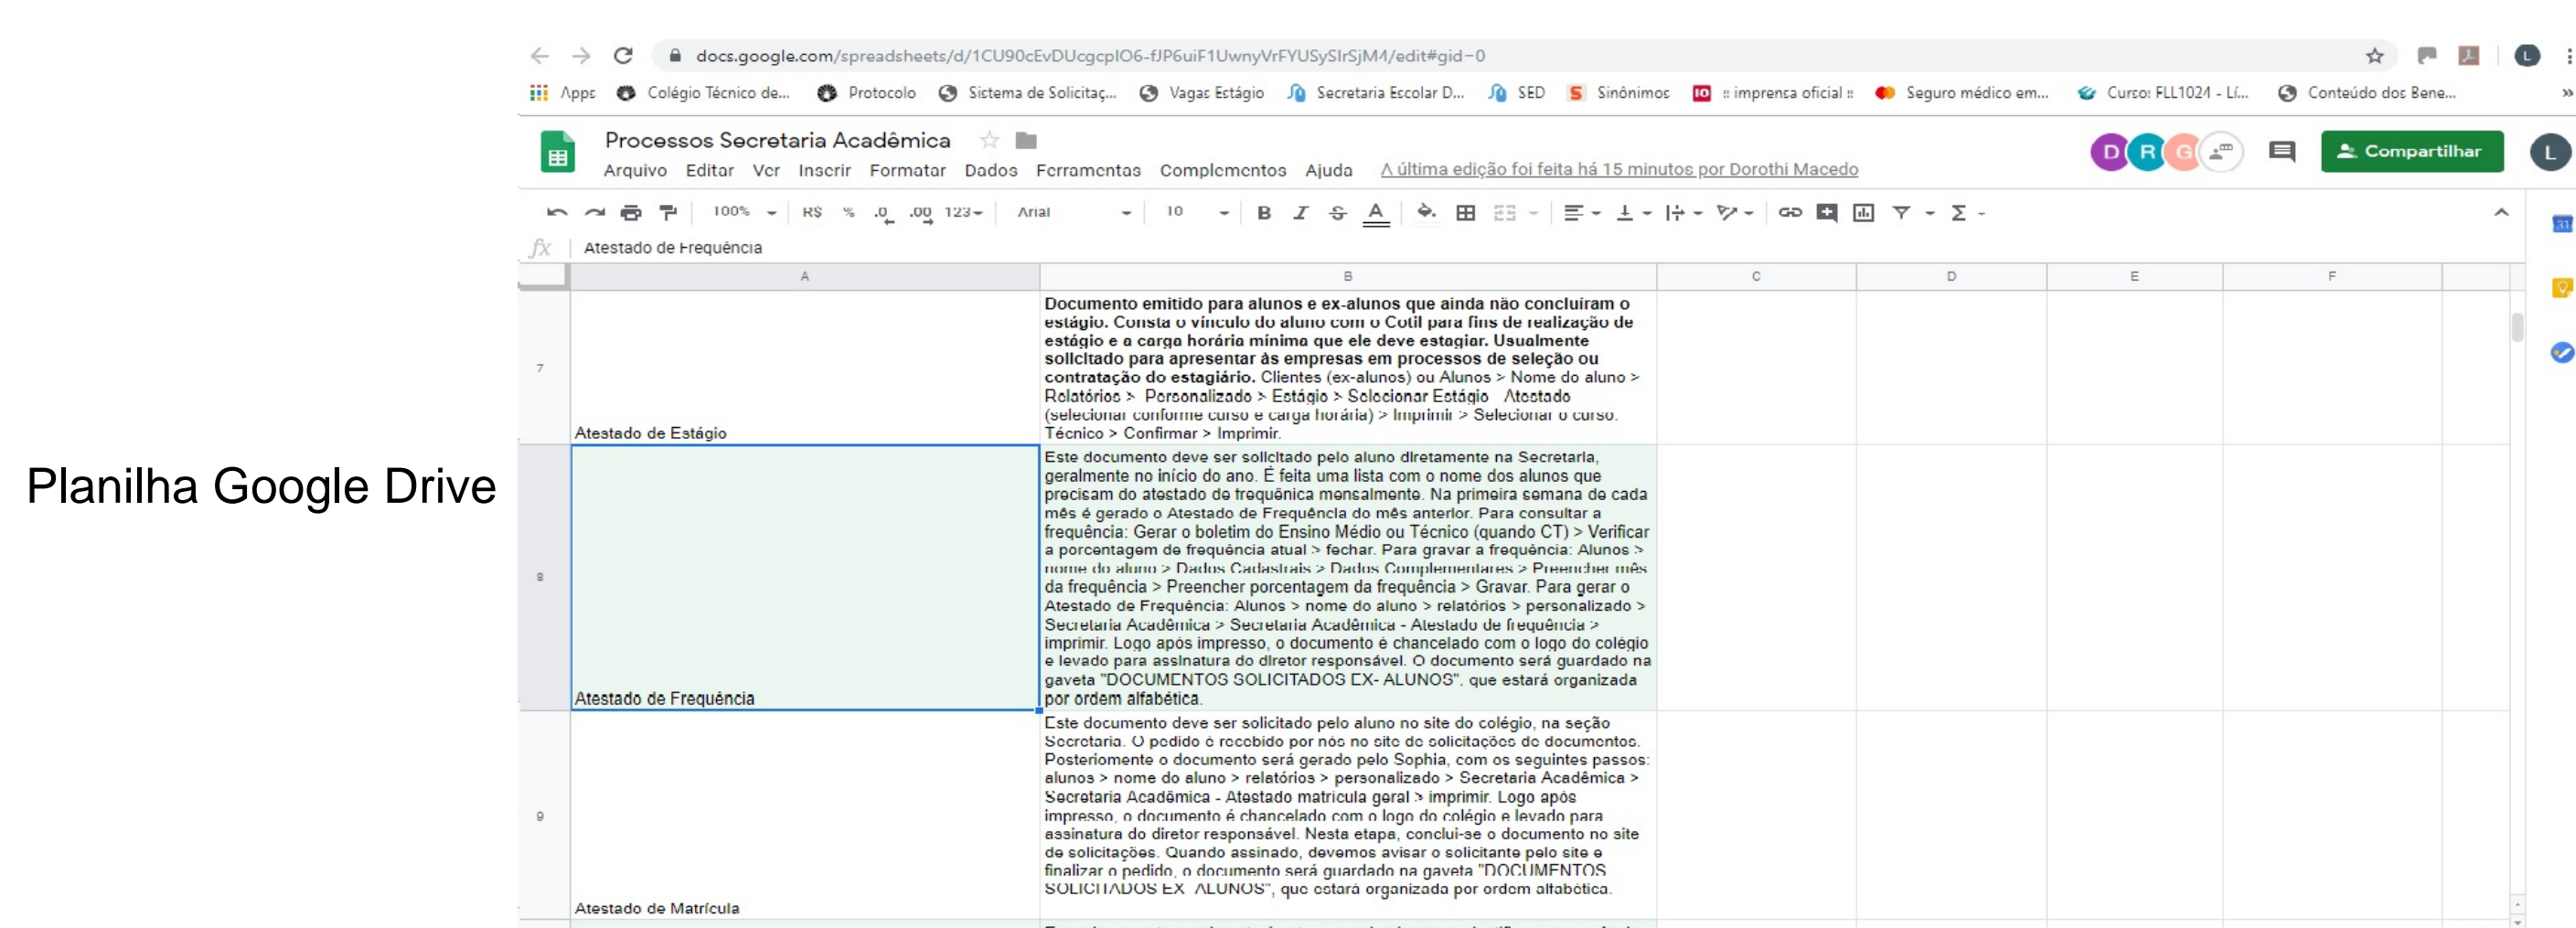 docs.google.com/spreadsheets/d/1CU90cEvDUcgcpIO6-fJP6uiF1UwnyVrFYUSySIrSjM4/edit#gid=0
L
Apps Colégio Técnico de... Protocolo Sistema de Solicitaç... Vagas Estágio Secretaria Escolar D... SED S Sinônimos IO :: imprensa oficial :: Seguro médico em... Curso: FLL1024 - Lí... Conteúdo dos Bene... »
Processos Secretaria Acadêmica
D R G Compartilhar L
Arquivo Editar Ver Inserir Formatar Dados Ferramentas Complementos Ajuda A última edição foi feita há 15 minutos por Dorothi Macedo
100% R$ % .0 .00 123 Arial 10 B I S A Σ
31
fx Atestado de Frequência
A B C D E F
7
Documento emitido para alunos e ex-alunos que ainda não concluíram o
estágio. Consta o vínculo do aluno com o Cotil para fins de realização de
estágio e a carga horária mínima que ele deve estagiar. Usualmente
solicitado para apresentar às empresas em processos de seleção ou
contratação do estagiário. Clientes (ex-alunos) ou Alunos > Nome do aluno >
Relatórios > Personalizado > Estágio > Selecionar Estágio Atestado
(selecionar conforme curso e carga horária) > Imprimir > Selecionar o curso.
Técnico > Confirmar > Imprimir.
Atestado de Estágio
Planilha Google Drive
8
Este documento deve ser solicitado pelo aluno diretamente na Secretaria,
geralmente no início do ano. É feita uma lista com o nome dos alunos que
precisam do atestado de frequênica mensalmente. Na primeira semana de cada
mês é gerado o Atestado de Frequência do mês anterior. Para consultar a
frequência: Gerar o boletim do Ensino Médio ou Técnico (quando CT) > Verificar
a porcentagem de frequência atual > fechar. Para gravar a frequência: Alunos >
nome do aluno > Dados Cadastrais > Dados Complementares > Preencher mês
da frequência > Preencher porcentagem da frequência > Gravar. Para gerar o
Atestado de Frequência: Alunos > nome do aluno > relatórios > personalizado >
Secretaria Acadêmica > Secretaria Acadêmica - Atestado de frequência >
imprimir. Logo após impresso, o documento é chancelado com o logo do colégio
e levado para assinatura do diretor responsável. O documento será guardado na
gaveta "DOCUMENTOS SOLICITADOS EX- ALUNOS", que estará organizada
por ordem alfabética.
Atestado de Frequência
9
Este documento deve ser solicitado pelo aluno no site do colégio, na seção
Secretaria. O pedido é recebido por nós no site de solicitações de documentos.
Posteriomente o documento será gerado pelo Sophia, com os seguintes passos:
alunos > nome do aluno > relatórios > personalizado > Secretaria Acadêmica >
Secretaria Acadêmica - Atestado matrícula geral > imprimir. Logo após
impresso, o documento é chancelado com o logo do colégio e levado para
assinatura do diretor responsável. Nesta etapa, conclui-se o documento no site
de solicitações. Quando assinado, devemos avisar o solicitante pelo site e
finalizar o pedido, o documento será guardado na gaveta "DOCUMENTOS
SOLICITADOS EX ALUNOS", que estará organizada por ordem alfabética.
Atestado de Matrícula